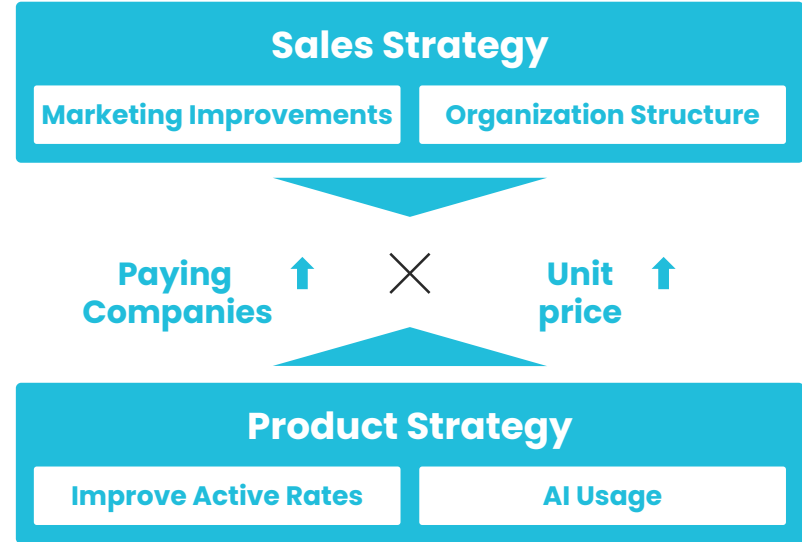 Sales Strategy
Marketing Improvements
Organization Structure
Paying
Companies
Unit
price
Product Strategy
Improve Active Rates
AI Usage